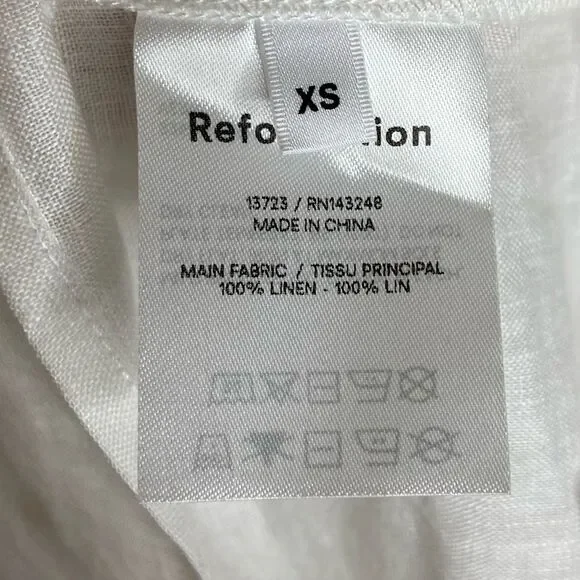 XS
Refo tion
13723 / RN143248
MADE IN CHINA
MAIN FABRIC / TISSU PRINCIPAL
100% LINEN - 100% LIN